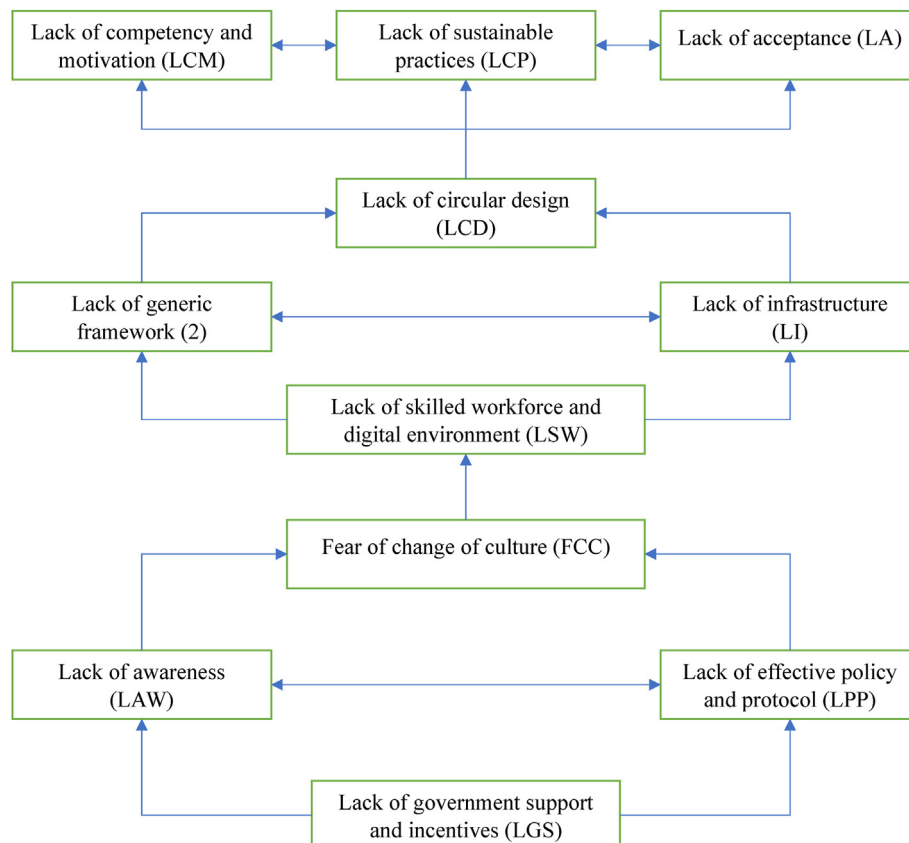 Lack of competency and
motivation (LCM)
Lack of sustainable
practices (LCP)
Lack of acceptance (LA)
Lack of circular design
(LCD)
Lack of generic
framework (2)
Lack of infrastructure
(LI)
Lack of skilled workforce and
digital environment (LSW)
Fear of change of culture (FCC)
Lack of awareness
(LAW)
Lack of effective policy
and protocol (LPP)
Lack of government support
and incentives (LGS)